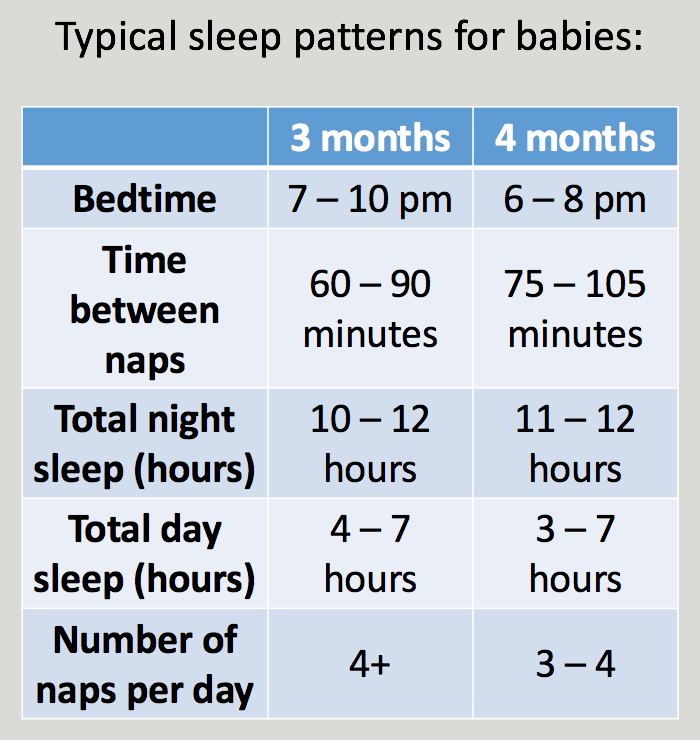 Typical sleep patterns for babies:
3 months 4 months
Bedtime 7 – 10 pm 6 – 8 pm
Time
between
naps
60 – 90
minutes
75 – 105
minutes
Total night
sleep (hours)
10 – 12
hours
11 – 12
hours
Total day
sleep (hours)
4 – 7
hours
3 – 7
hours
Number of
naps per day
4+
3 – 4